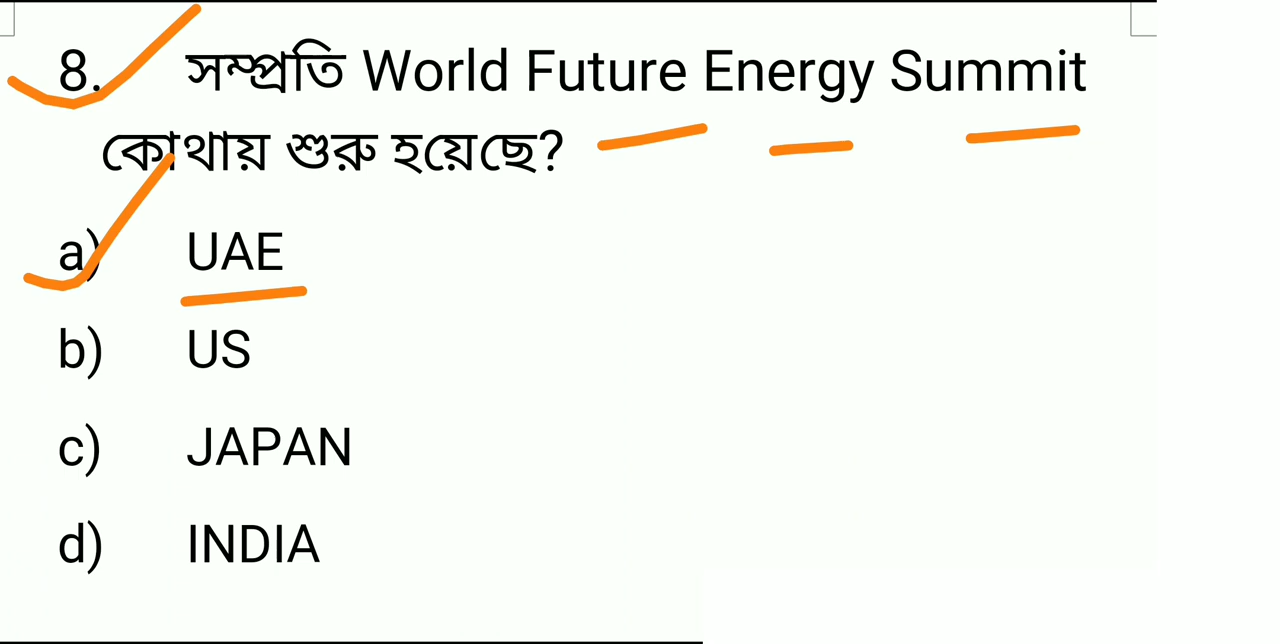 8. সম্প্রতি World Future Energy Summit
কোথায় শুরু হয়েছে?
a) UAE
b) US
c) JAPAN
d) INDIA